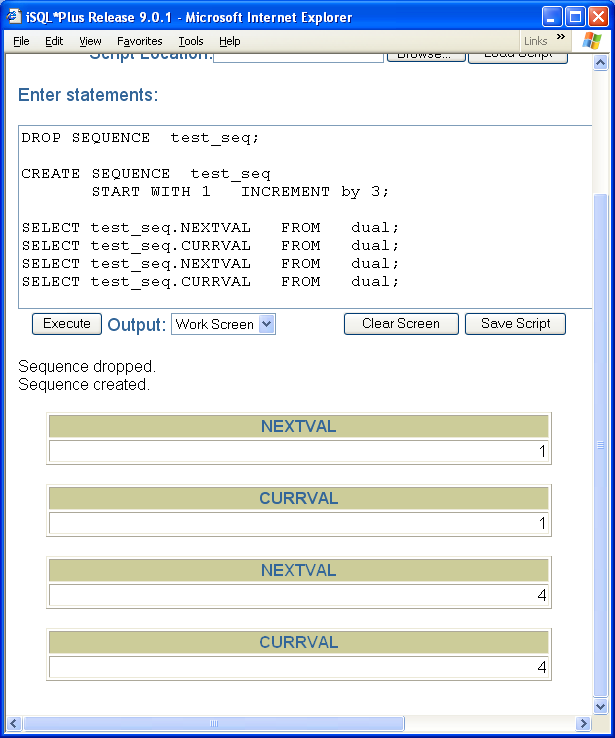 iSQL*Plus Release 9.0.1 - Microsoft Internet Explorer
File Edit View Favorites Tools Help Links »
Script Location: Browse... Load Script
Enter statements:
DROP SEQUENCE test_seq;
CREATE SEQUENCE test_seq
START WITH 1 INCREMENT by 3;
SELECT test_seq.NEXTVAL FROM dual;
SELECT test_seq.CURRVAL FROM dual;
SELECT test_seq.NEXTVAL FROM dual;
SELECT test_seq.CURRVAL FROM dual;
Execute Output: Work Screen Clear Screen Save Script
Sequence dropped.
Sequence created.
NEXTVAL
1
CURRVAL
1
NEXTVAL
4
CURRVAL
4